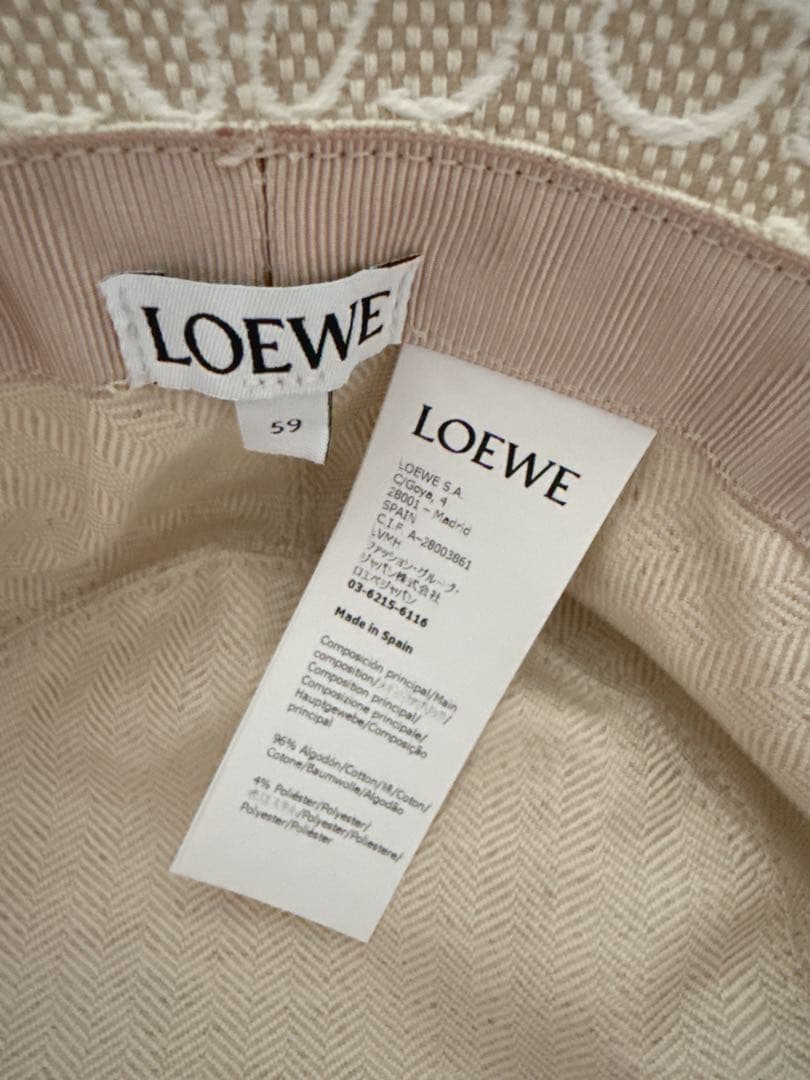 LOEWE
59
LOEWE
LOEWE S.A.
C/Goya, 4
28001 - Madrid
SPAIN
C.I.F A-28003861
LVMH
ファッション・グループ・
ジャパン株式会社
ロエベジャパン
03-6215-6116
Made in Spain
Composición principal/Main
composition/
Composition principal/
Composizione principale/
Hauptgewebe/Composição
principal
96% Algodón/Cotton/綿/Coton/
Cotone/Baumwolle/Algodão
4% Poliéster/Polyester/
/Polyester/Poliestere/
Polyester/Poliéster